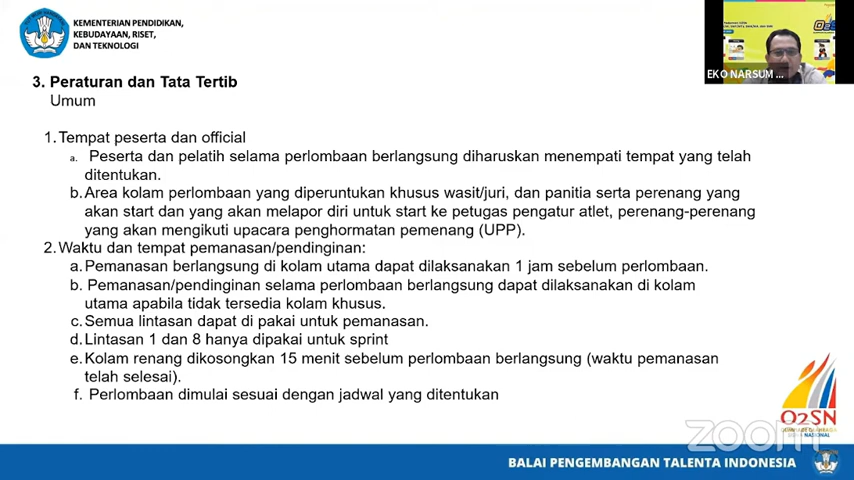 KEMENTERIAN PENDIDIKAN,
KEBUDAYAAN, RISET,
DAN TEKNOLOGI
EKO NARSUM ...
3. Peraturan dan Tata Tertib
Umum
1. Tempat peserta dan official
a. Peserta dan pelatih selama perlombaan berlangsung diharuskan menempati tempat yang telah
ditentukan.
b. Area kolam perlombaan yang diperuntukan khusus wasit/juri, dan panitia serta perenang yang
akan start dan yang akan melapor diri untuk start ke petugas pengatur atlet, perenang-perenang
yang akan mengikuti upacara penghormatan pemenang (UPP).
2. Waktu dan tempat pemanasan/pendinginan:
a. Pemanasan berlangsung di kolam utama dapat dilaksanakan 1 jam sebelum perlombaan.
b. Pemanasan/pendinginan selama perlombaan berlangsung dapat dilaksanakan di kolam
utama apabila tidak tersedia kolam khusus.
c. Semua lintasan dapat di pakai untuk pemanasan.
d. Lintasan 1 dan 8 hanya dipakai untuk sprint
e. Kolam renang dikosongkan 15 menit sebelum perlombaan berlangsung (waktu pemanasan
telah selesai).
f. Perlombaan dimulai sesuai dengan jadwal yang ditentukan
O2SN
zoom
BALAI PENGEMBANGAN TALENTA INDONESIA